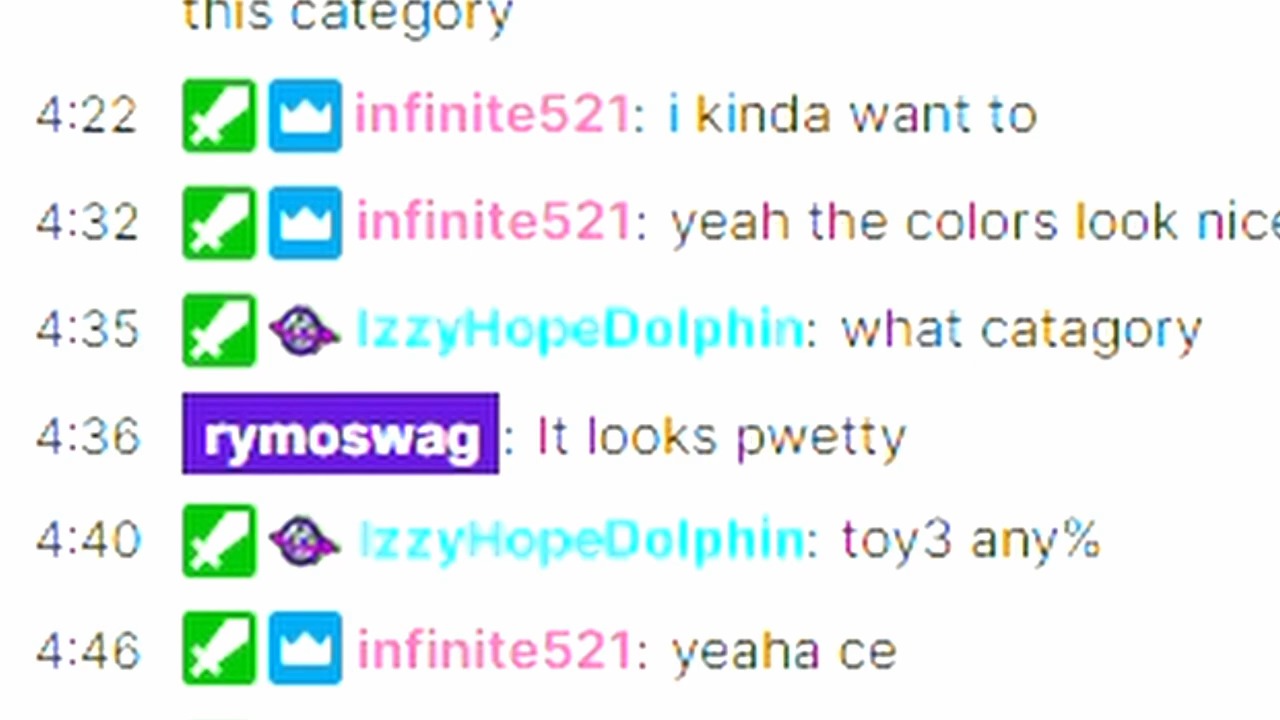 this category
4:22 infinite521: i kinda want to
4:32 infinite521: yeah the colors look nice
4:35 IzzyHopeDolphin: what catagory
4:36 rymoswag : It looks pwetty
4:40 IzzyHopeDolphin: toy3 any%
4:46 infinite521: yeaha ce